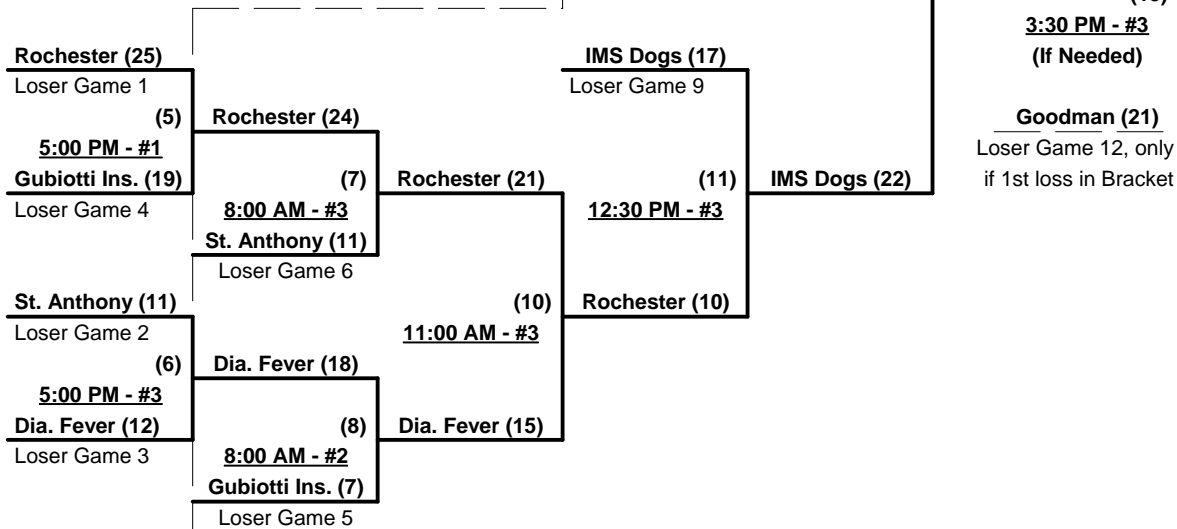 3:30 PM - #3
(If Needed)
Rochester (25)
Loser Game 1
(5)
5:00 PM - #1
Gubiotti Ins. (19)
Loser Game 4
Rochester (24)
(7)
8:00 AM - #3
St. Anthony (11)
Loser Game 6
Rochester (21)
St. Anthony (11)
Loser Game 2
(6)
5:00 PM - #3
Dia. Fever (12)
Loser Game 3
Dia. Fever (18)
(8)
8:00 AM - #2
Gubiotti Ins. (7)
Loser Game 5
Dia. Fever (15)
(10)
11:00 AM - #3
IMS Dogs (17)
Loser Game 9
(11)
12:30 PM - #3
Rochester (10)
IMS Dogs (22)
Goodman (21)
Loser Game 12, only
if 1st loss in Bracket